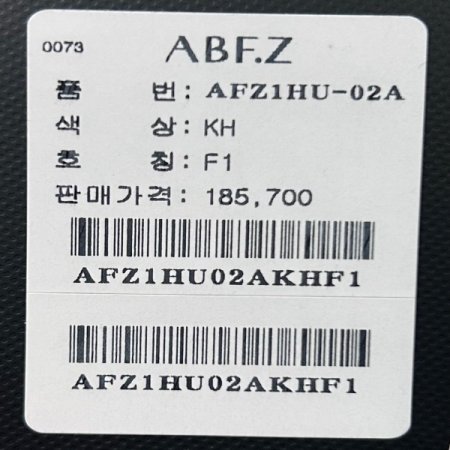 0073 ABF.Z
품 번: AFZ1HU-02A
색 상: KH
호 칭: F1
판매가격: 185,700
AFZ1HU02AKHF1
AFZ1HU02AKHF1